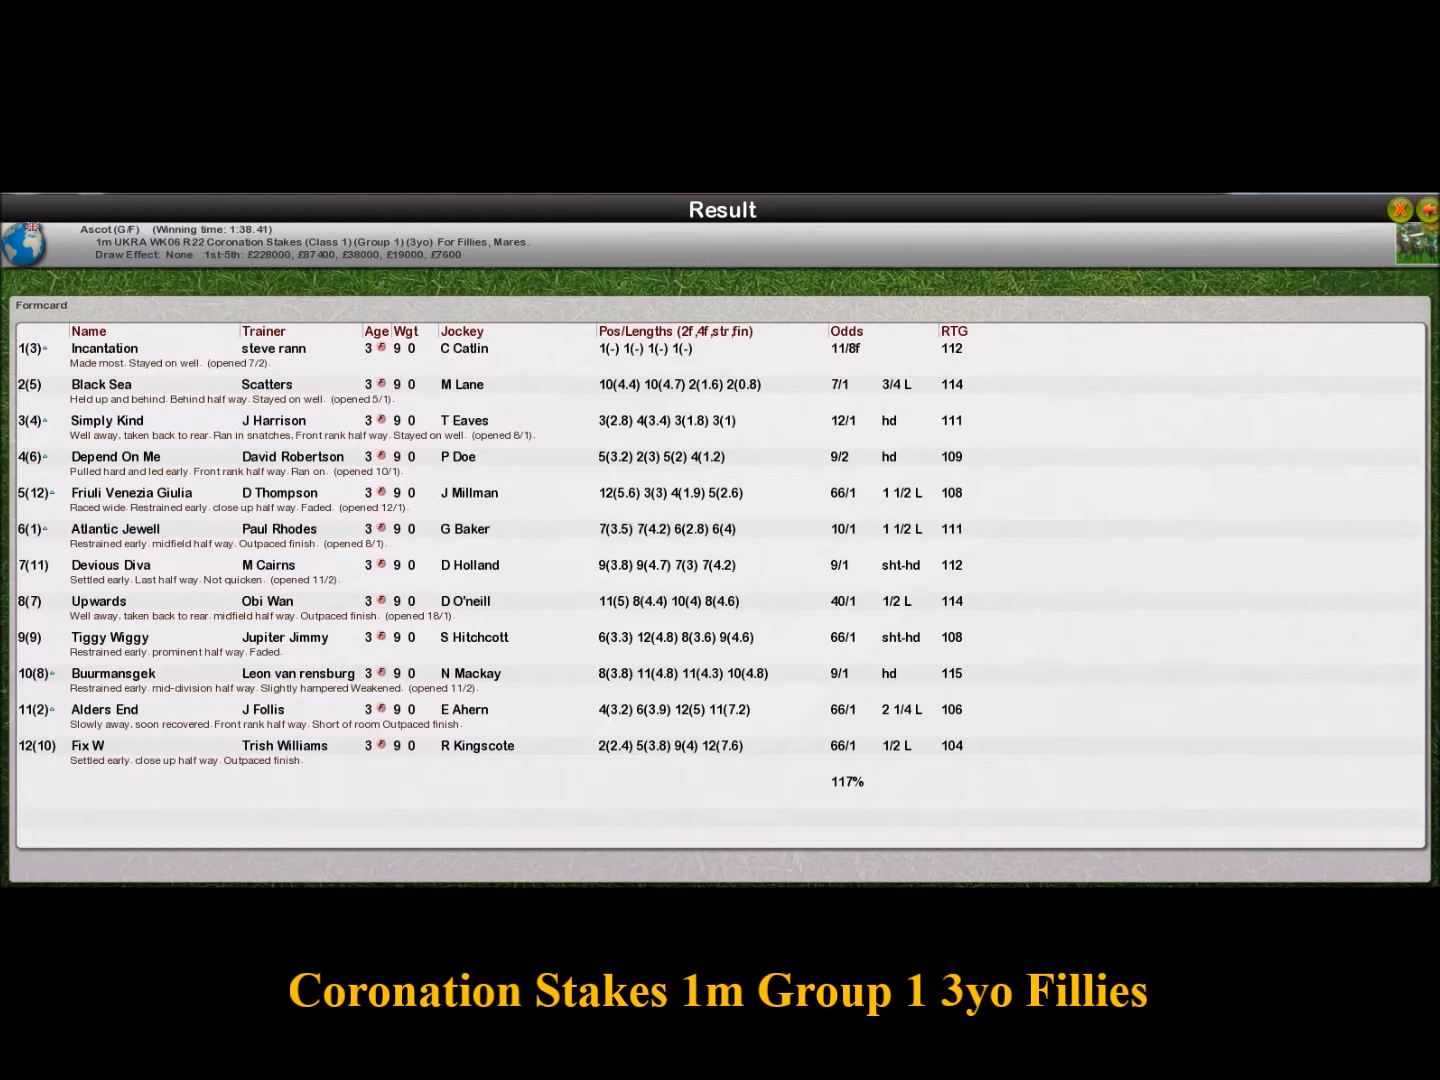 Result
Ascot (G/F) (Winning time: 1:38.41)
1m UKRA WK06 R22 Coronation Stakes (Class 1) (Group 1) (3yo) For Fillies, Mares.
Draw Effect: None 1st-5th: £228000, £87400, £38000, £19000, £7600
Formcard
Name Trainer Age Wgt Jockey Pos/Lengths (2f,4f,str,fin) Odds RTG
1(3) Incantation steve rann 3 9 0 C Catlin 1(-) 1(-) 1(-) 1(-) 11/8f 112
Made most. Stayed on well. (opened 7/2).
2(5) Black Sea Scatters 3 9 0 M Lane 10(4.4) 10(4.7) 2(1.6) 2(0.8) 7/1 3/4 L 114
Held up and behind. Behind half way. Stayed on well. (opened 5/1).
3(4) Simply Kind J Harrison 3 9 0 T Eaves 3(2.8) 4(3.4) 3(1.8) 3(1) 12/1 hd 111
Well away, taken back to rear. Ran in snatches, Front rank half way. Stayed on well. (opened 8/1).
4(6) Depend On Me David Robertson 3 9 0 P Doe 5(3.2) 2(3) 5(2) 4(1.2) 9/2 hd 109
Pulled hard and led early. Front rank half way. Ran on. (opened 10/1).
5(12) Friuli Venezia Giulia D Thompson 3 9 0 J Millman 12(5.6) 3(3) 4(1.9) 5(2.6) 66/1 1 1/2 L 108
Raced wide. Restrained early. close up half way. Faded. (opened 12/1).
6(1) Atlantic Jewell Paul Rhodes 3 9 0 G Baker 7(3.5) 7(4.2) 6(2.8) 6(4) 10/1 1 1/2 L 111
Restrained early. midfield half way. Outpaced finish. (opened 8/1).
7(11) Devious Diva M Cairns 3 9 0 D Holland 9(3.8) 9(4.7) 7(3) 7(4.2) 9/1 sht-hd 112
Settled early. Last half way. Not quicken. (opened 11/2).
8(7) Upwards Obi Wan 3 9 0 D O'neill 11(5) 8(4.4) 10(4) 8(4.6) 40/1 1/2 L 114
Well away, taken back to rear. midfield half way. Outpaced finish. (opened 18/1).
9(9) Tiggy Wiggy Jupiter Jimmy 3 9 0 S Hitchcott 6(3.3) 12(4.8) 8(3.6) 9(4.6) 66/1 sht-hd 108
Restrained early. prominent half way. Faded.
10(8) Buurmansgek Leon van rensburg 3 9 0 N Mackay 8(3.8) 11(4.8) 11(4.3) 10(4.8) 9/1 hd 115
Restrained early. mid-division half way. Slightly hampered Weakened. (opened 11/2).
11(2) Alders End J Follis 3 9 0 E Ahern 4(3.2) 6(3.9) 12(5) 11(7.2) 66/1 2 1/4 L 106
Slowly away, soon recovered. Front rank half way. Short of room Outpaced finish.
12(10) Fix W Trish Williams 3 9 0 R Kingscote 2(2.4) 5(3.8) 9(4) 12(7.6) 66/1 1/2 L 104
Settled early. close up half way. Outpaced finish.
117%
Coronation Stakes 1m Group 1 3yo Fillies